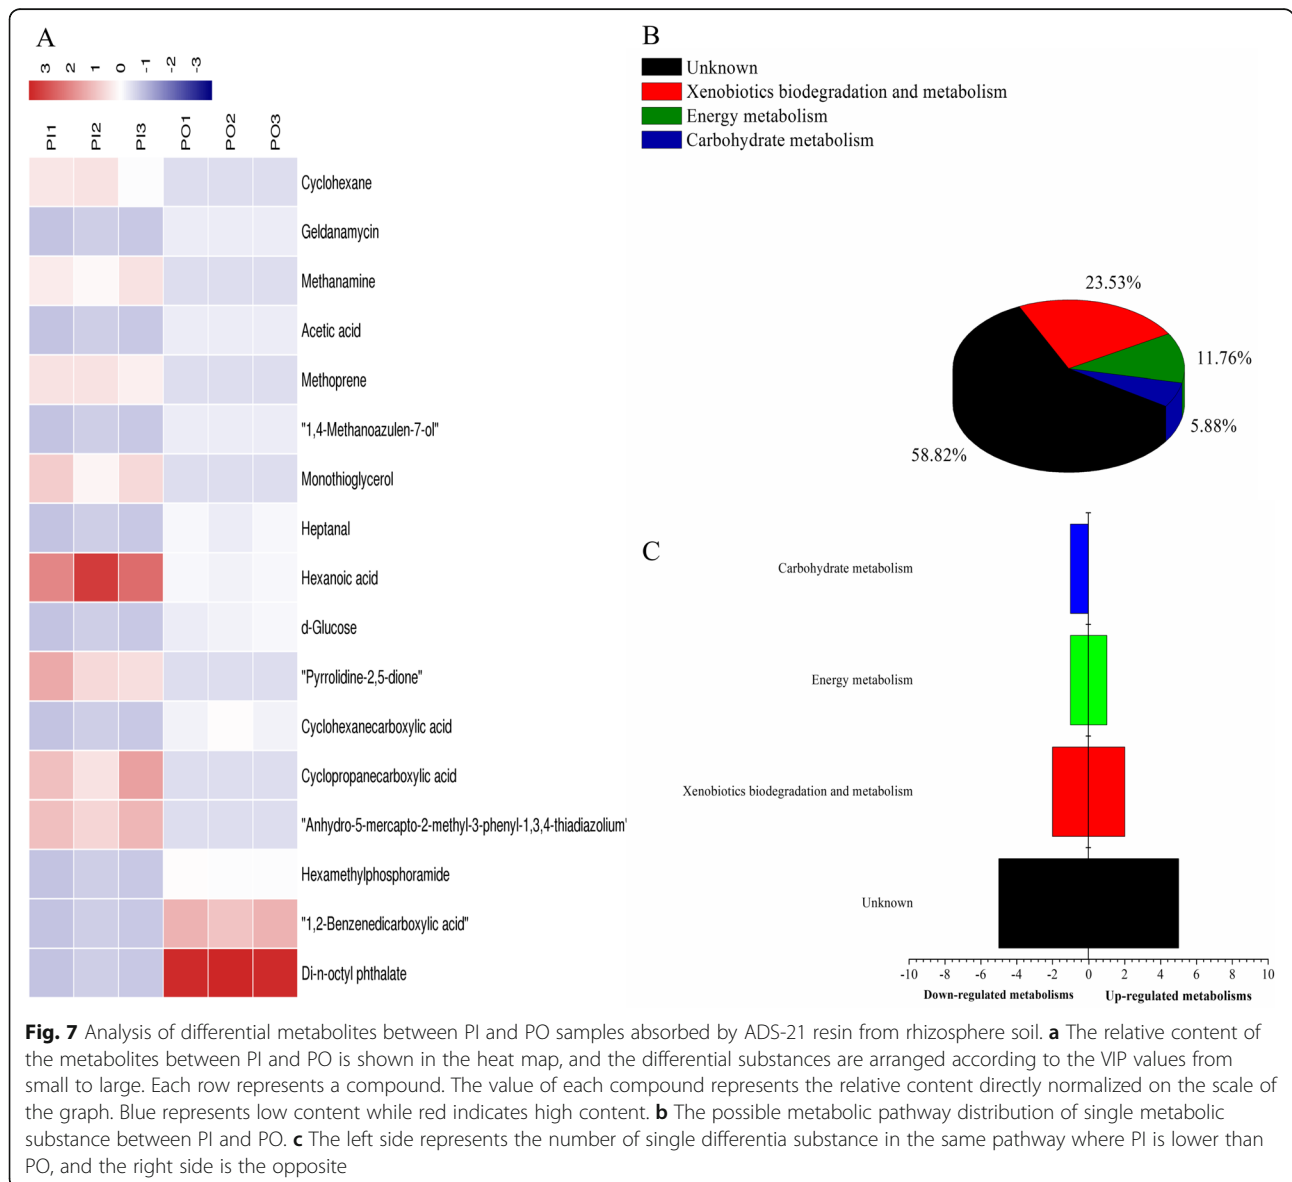 A
3 2 1 0 -1 -2 -3
PI1 PI2 PI3 PO1 PO2 PO3
Cyclohexane
Geldanamycin
Methanamine
Acetic acid
Methoprene
"1,4-Methanoazulen-7-ol"
Monothioglycerol
Heptanal
Hexanoic acid
d-Glucose
"Pyrrolidine-2,5-dione"
Cyclohexanecarboxylic acid
Cyclopropanecarboxylic acid
"Anhydro-5-mercapto-2-methyl-3-phenyl-1,3,4-thiadiazolium"
Hexamethylphosphoramide
"1,2-Benzenedicarboxylic acid"
Di-n-octyl phthalate
B
Unknown
Xenobiotics biodegradation and metabolism
Energy metabolism
Carbohydrate metabolism
23.53%
11.76%
5.88%
58.82%
C
Carbohydrate metabolism
Energy metabolism
Xenobiotics biodegradation and metabolism
Unknown
-10 -8 -6 -4 -2 0 2 4 6 8 10
Down-regulated metabolisms Up-regulated metabolisms
Fig. 7 Analysis of differential metabolites between PI and PO samples absorbed by ADS-21 resin from rhizosphere soil. a The relative content of
the metabolites between PI and PO is shown in the heat map, and the differential substances are arranged according to the VIP values from
small to large. Each row represents a compound. The value of each compound represents the relative content directly normalized on the scale of
the graph. Blue represents low content while red indicates high content. b The possible metabolic pathway distribution of single metabolic
substance between PI and PO. c The left side represents the number of single differentia substance in the same pathway where PI is lower than
PO, and the right side is the opposite